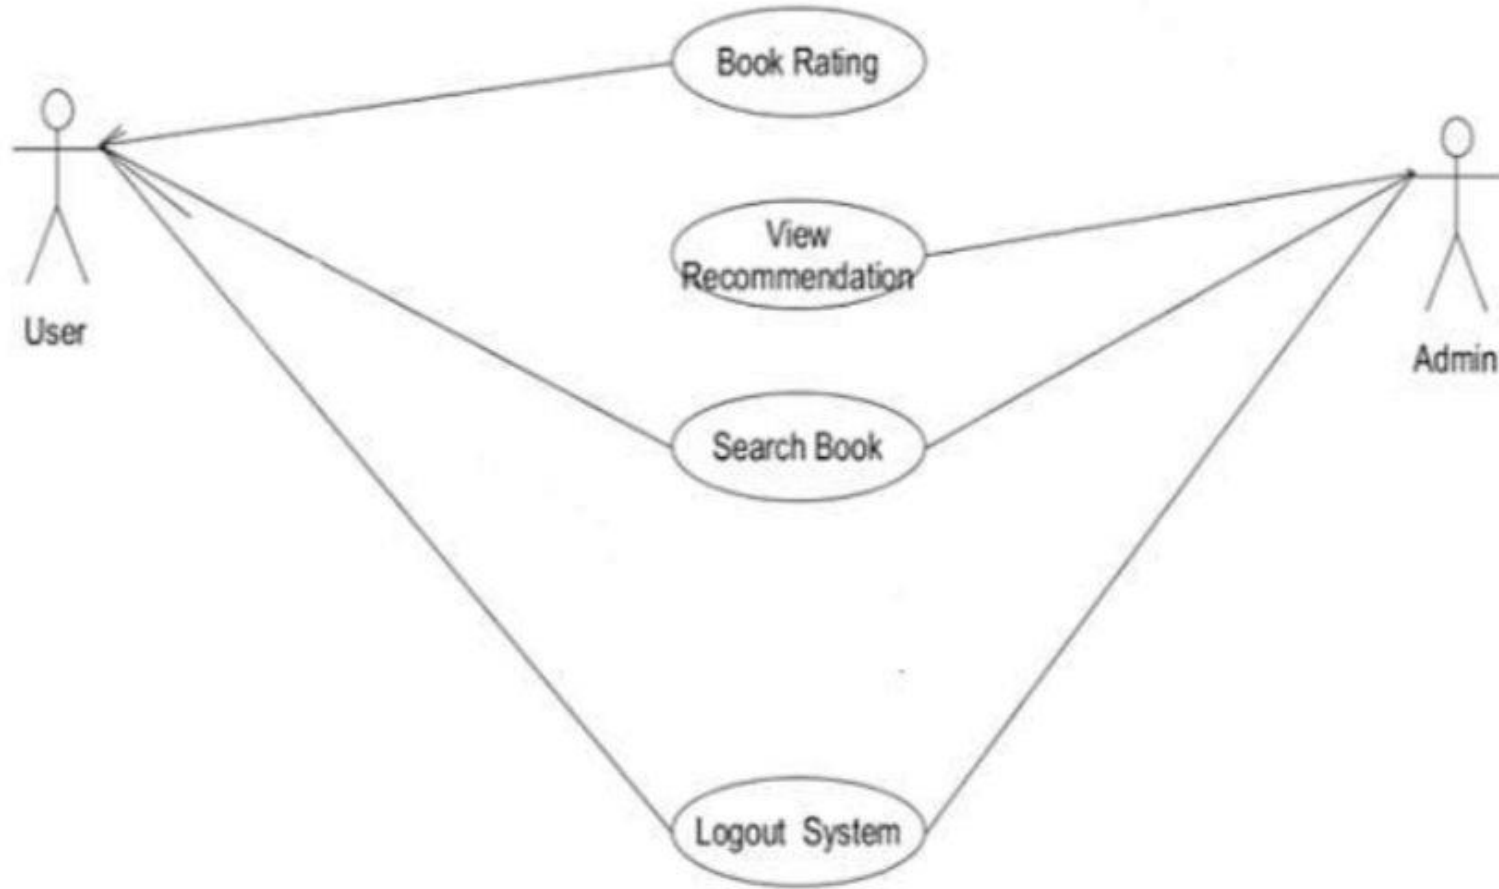 Book Rating
View
Recommendation
User
Admin
Search Book
Logout System